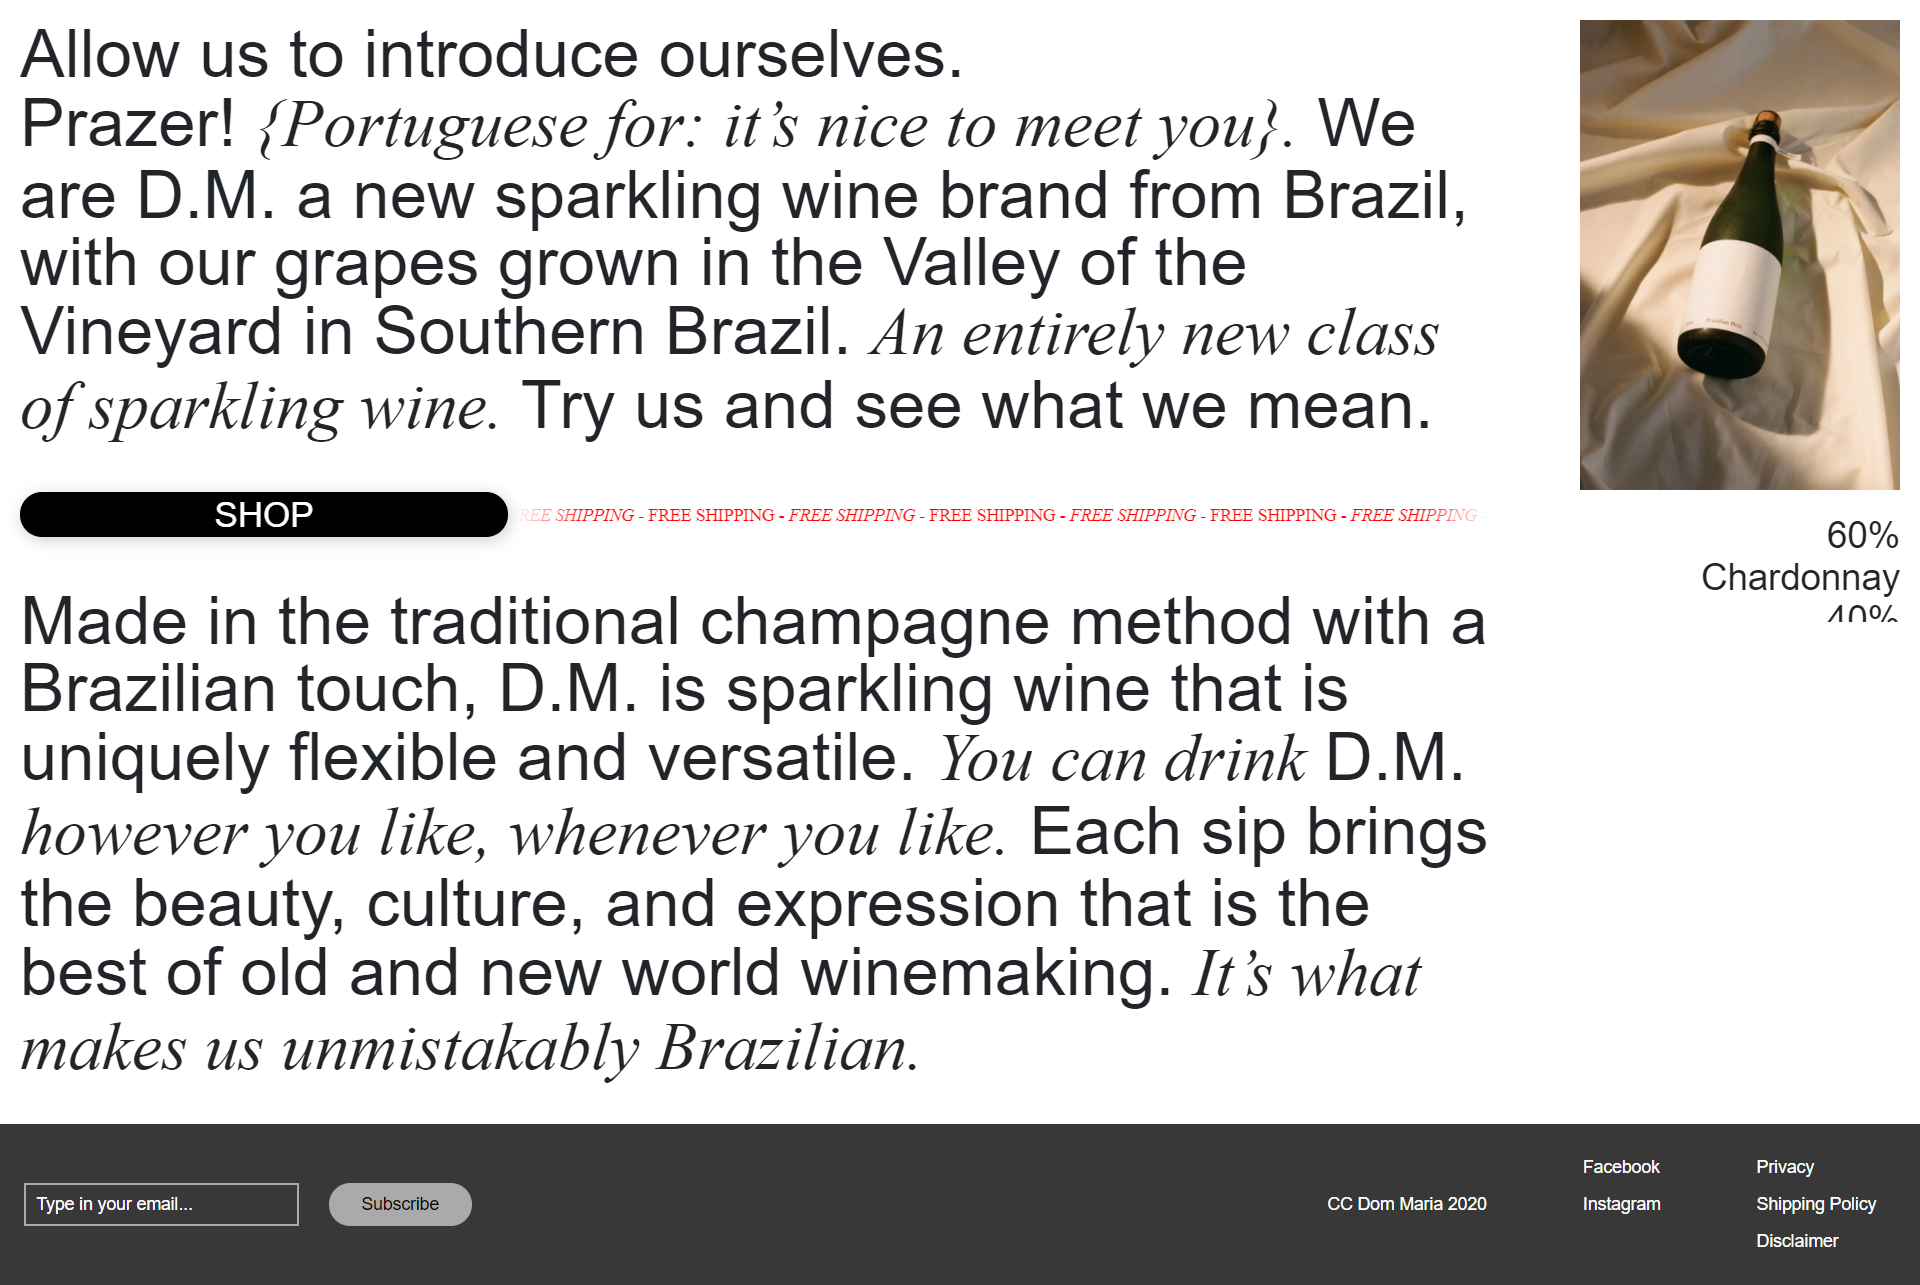 Allow us to introduce ourselves.
Prazer! {Portuguese for: it’s nice to meet you}. We
are D.M. a new sparkling wine brand from Brazil,
with our grapes grown in the Valley of the
Vineyard in Southern Brazil. An entirely new class
of sparkling wine. Try us and see what we mean.
SHOP
REE SHIPPING - FREE SHIPPING - FREE SHIPPING - FREE SHIPPING - FREE SHIPPING - FREE SHIPPING - FREE SHIPPING -
60%
Chardonnay
40%
Made in the traditional champagne method with a
Brazilian touch, D.M. is sparkling wine that is
uniquely flexible and versatile. You can drink D.M.
however you like, whenever you like. Each sip brings
the beauty, culture, and expression that is the
best of old and new world winemaking. It’s what
makes us unmistakably Brazilian.
Type in your email...
Subscribe
CC Dom Maria 2020
Facebook
Instagram
Privacy
Shipping Policy
Disclaimer